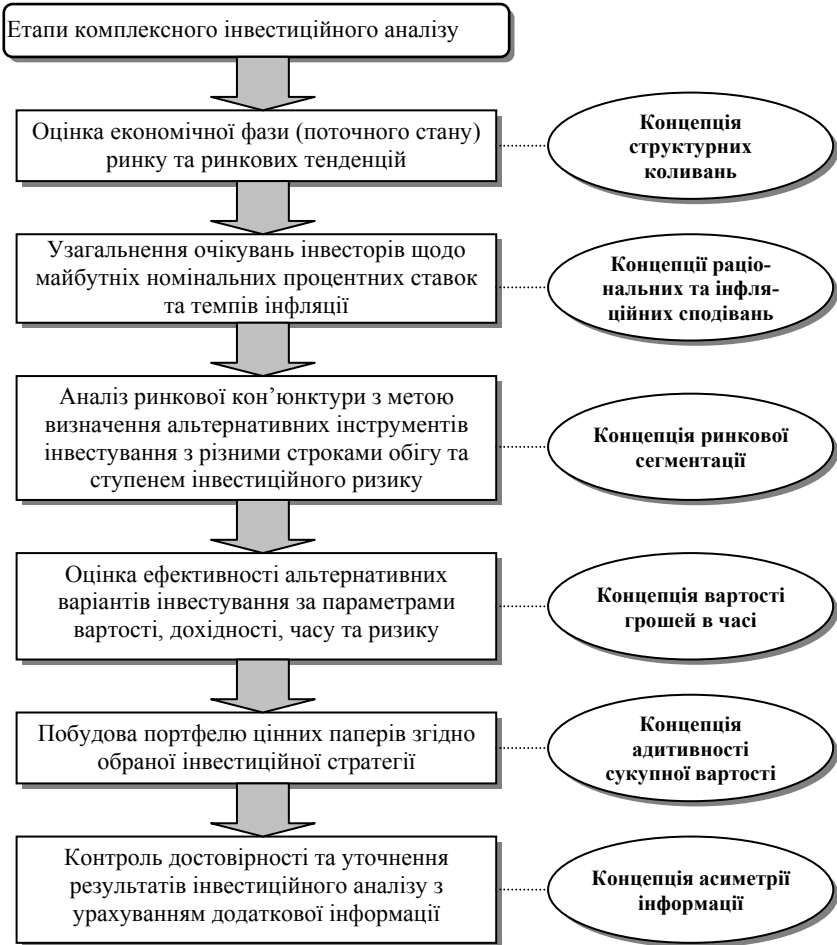 Етапи комплексного інвестиційного аналізу
Оцінка економічної фази (поточного стану)
ринку та ринкових тенденцій
Концепція
структурних
коливань
Узагальнення очікувань інвесторів щодо
майбутніх номінальних процентних ставок
та темпів інфляції
Концепції раціо-
нальних та інфля-
ційних сподівань
Аналіз ринкової кон’юнктури з метою
визначення альтернативних інструментів
інвестування з різними строками обігу та
ступенем інвестиційного ризику
Концепція ринкової
сегментації
Оцінка ефективності альтернативних
варіантів інвестування за параметрами
вартості, дохідності, часу та ризику
Концепція вартості
грошей в часі
Побудова портфелю цінних паперів згідно
обраної інвестиційної стратегії
Концепція
адитивності
сукупної вартості
Контроль достовірності та уточнення
результатів інвестиційного аналізу з
урахуванням додаткової інформації
Концепція асиметрії
інформації